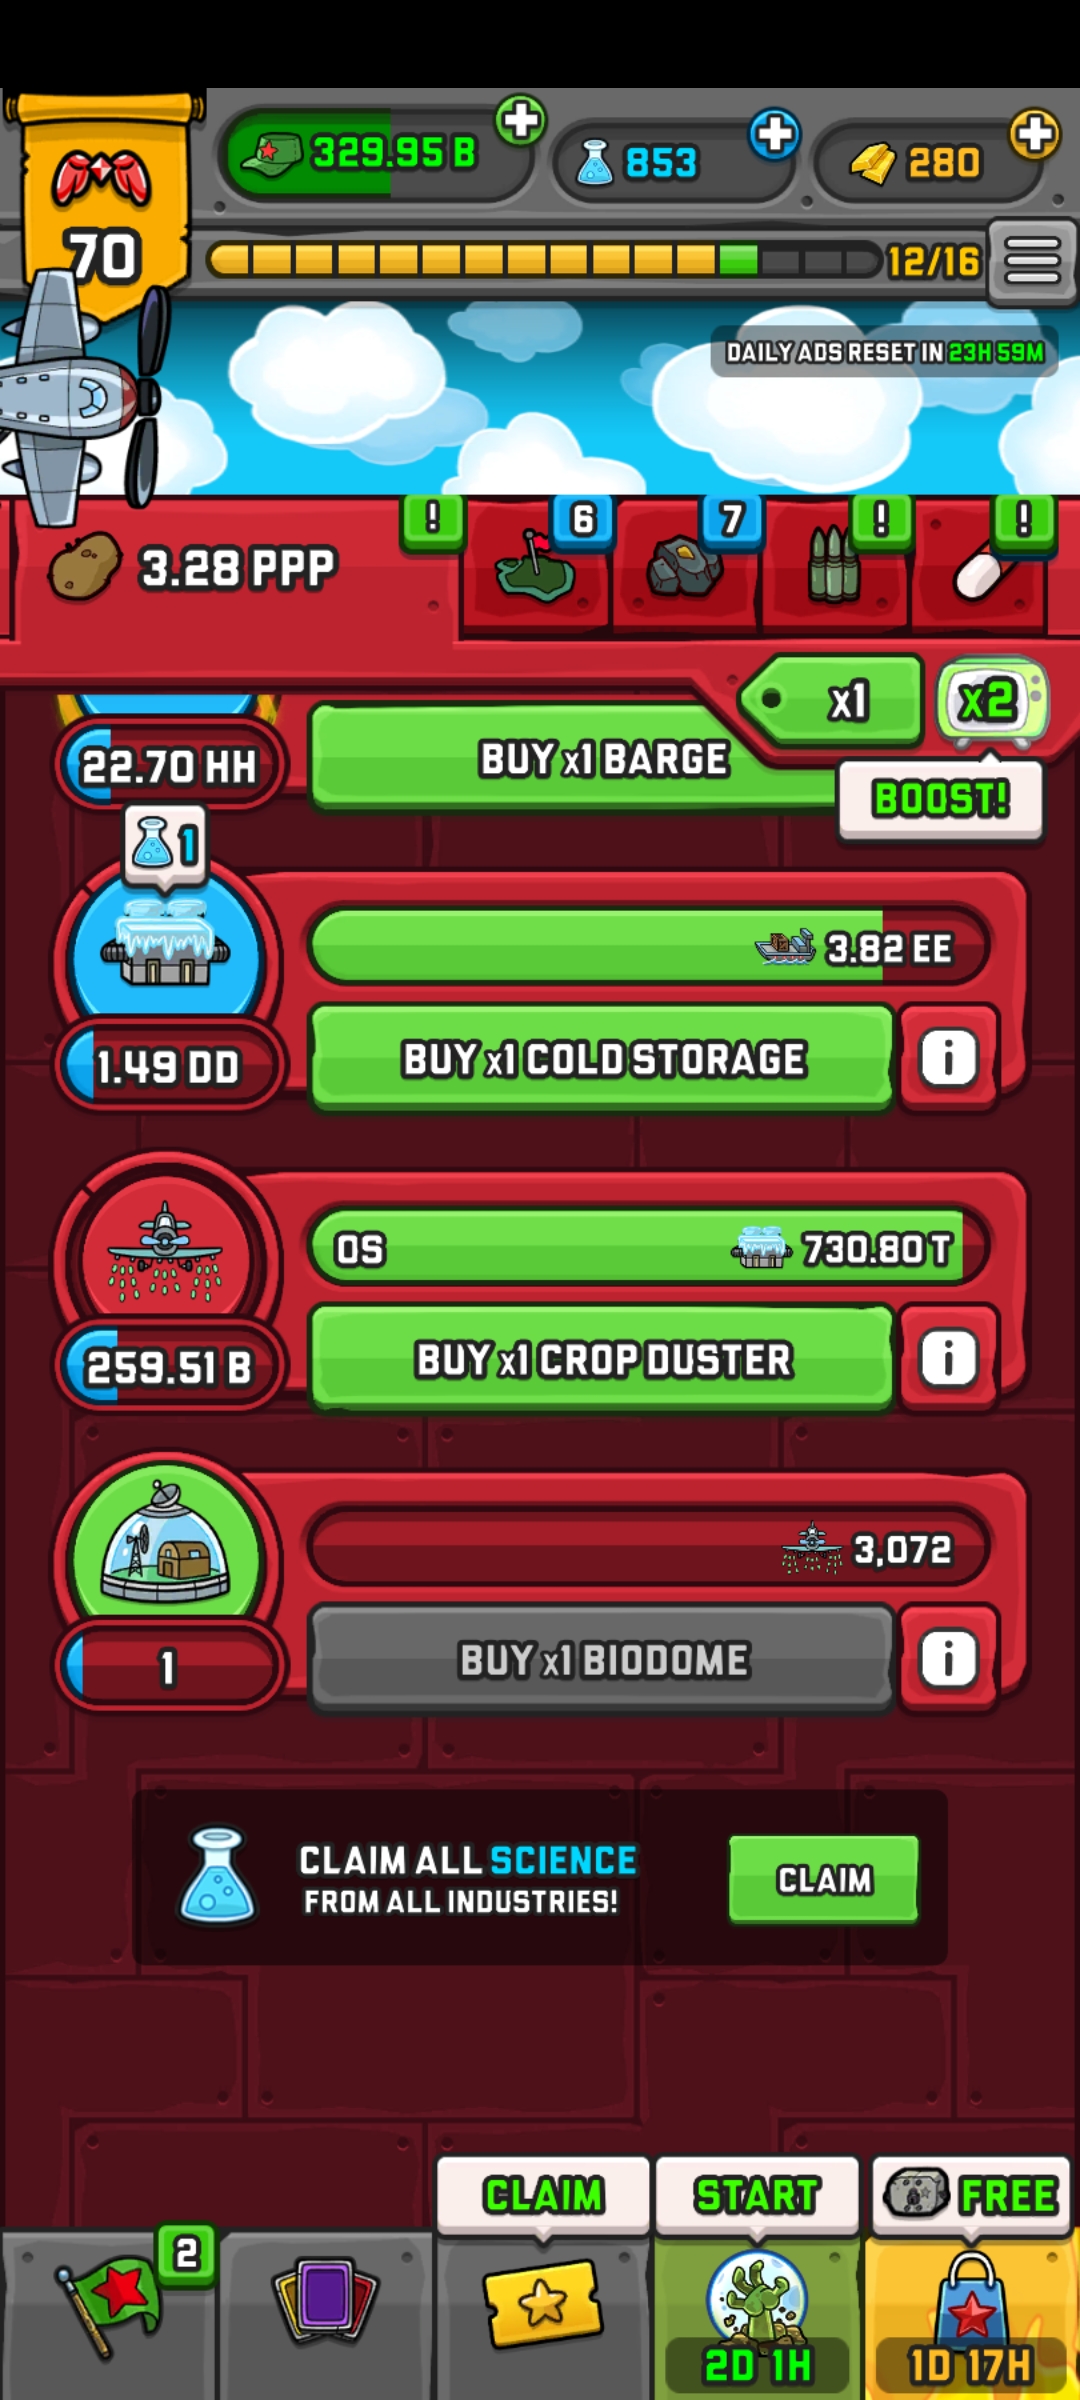 329.95 B
853
280
70
12/16
DAILY ADS RESET IN 23H 59M
!
6
7
!
!
3.28 PPP
x1
x2
BOOST!
22.70 HH
BUY x1 BARGE
1
3.82 EE
1.49 DD
BUY x1 COLD STORAGE
i
0S
730.80 T
259.51 B
BUY x1 CROP DUSTER
i
3,072
1
BUY x1 BIODOME
i
CLAIM ALL SCIENCE
FROM ALL INDUSTRIES!
CLAIM
CLAIM
START
FREE
2
2D 1H
1D 17H